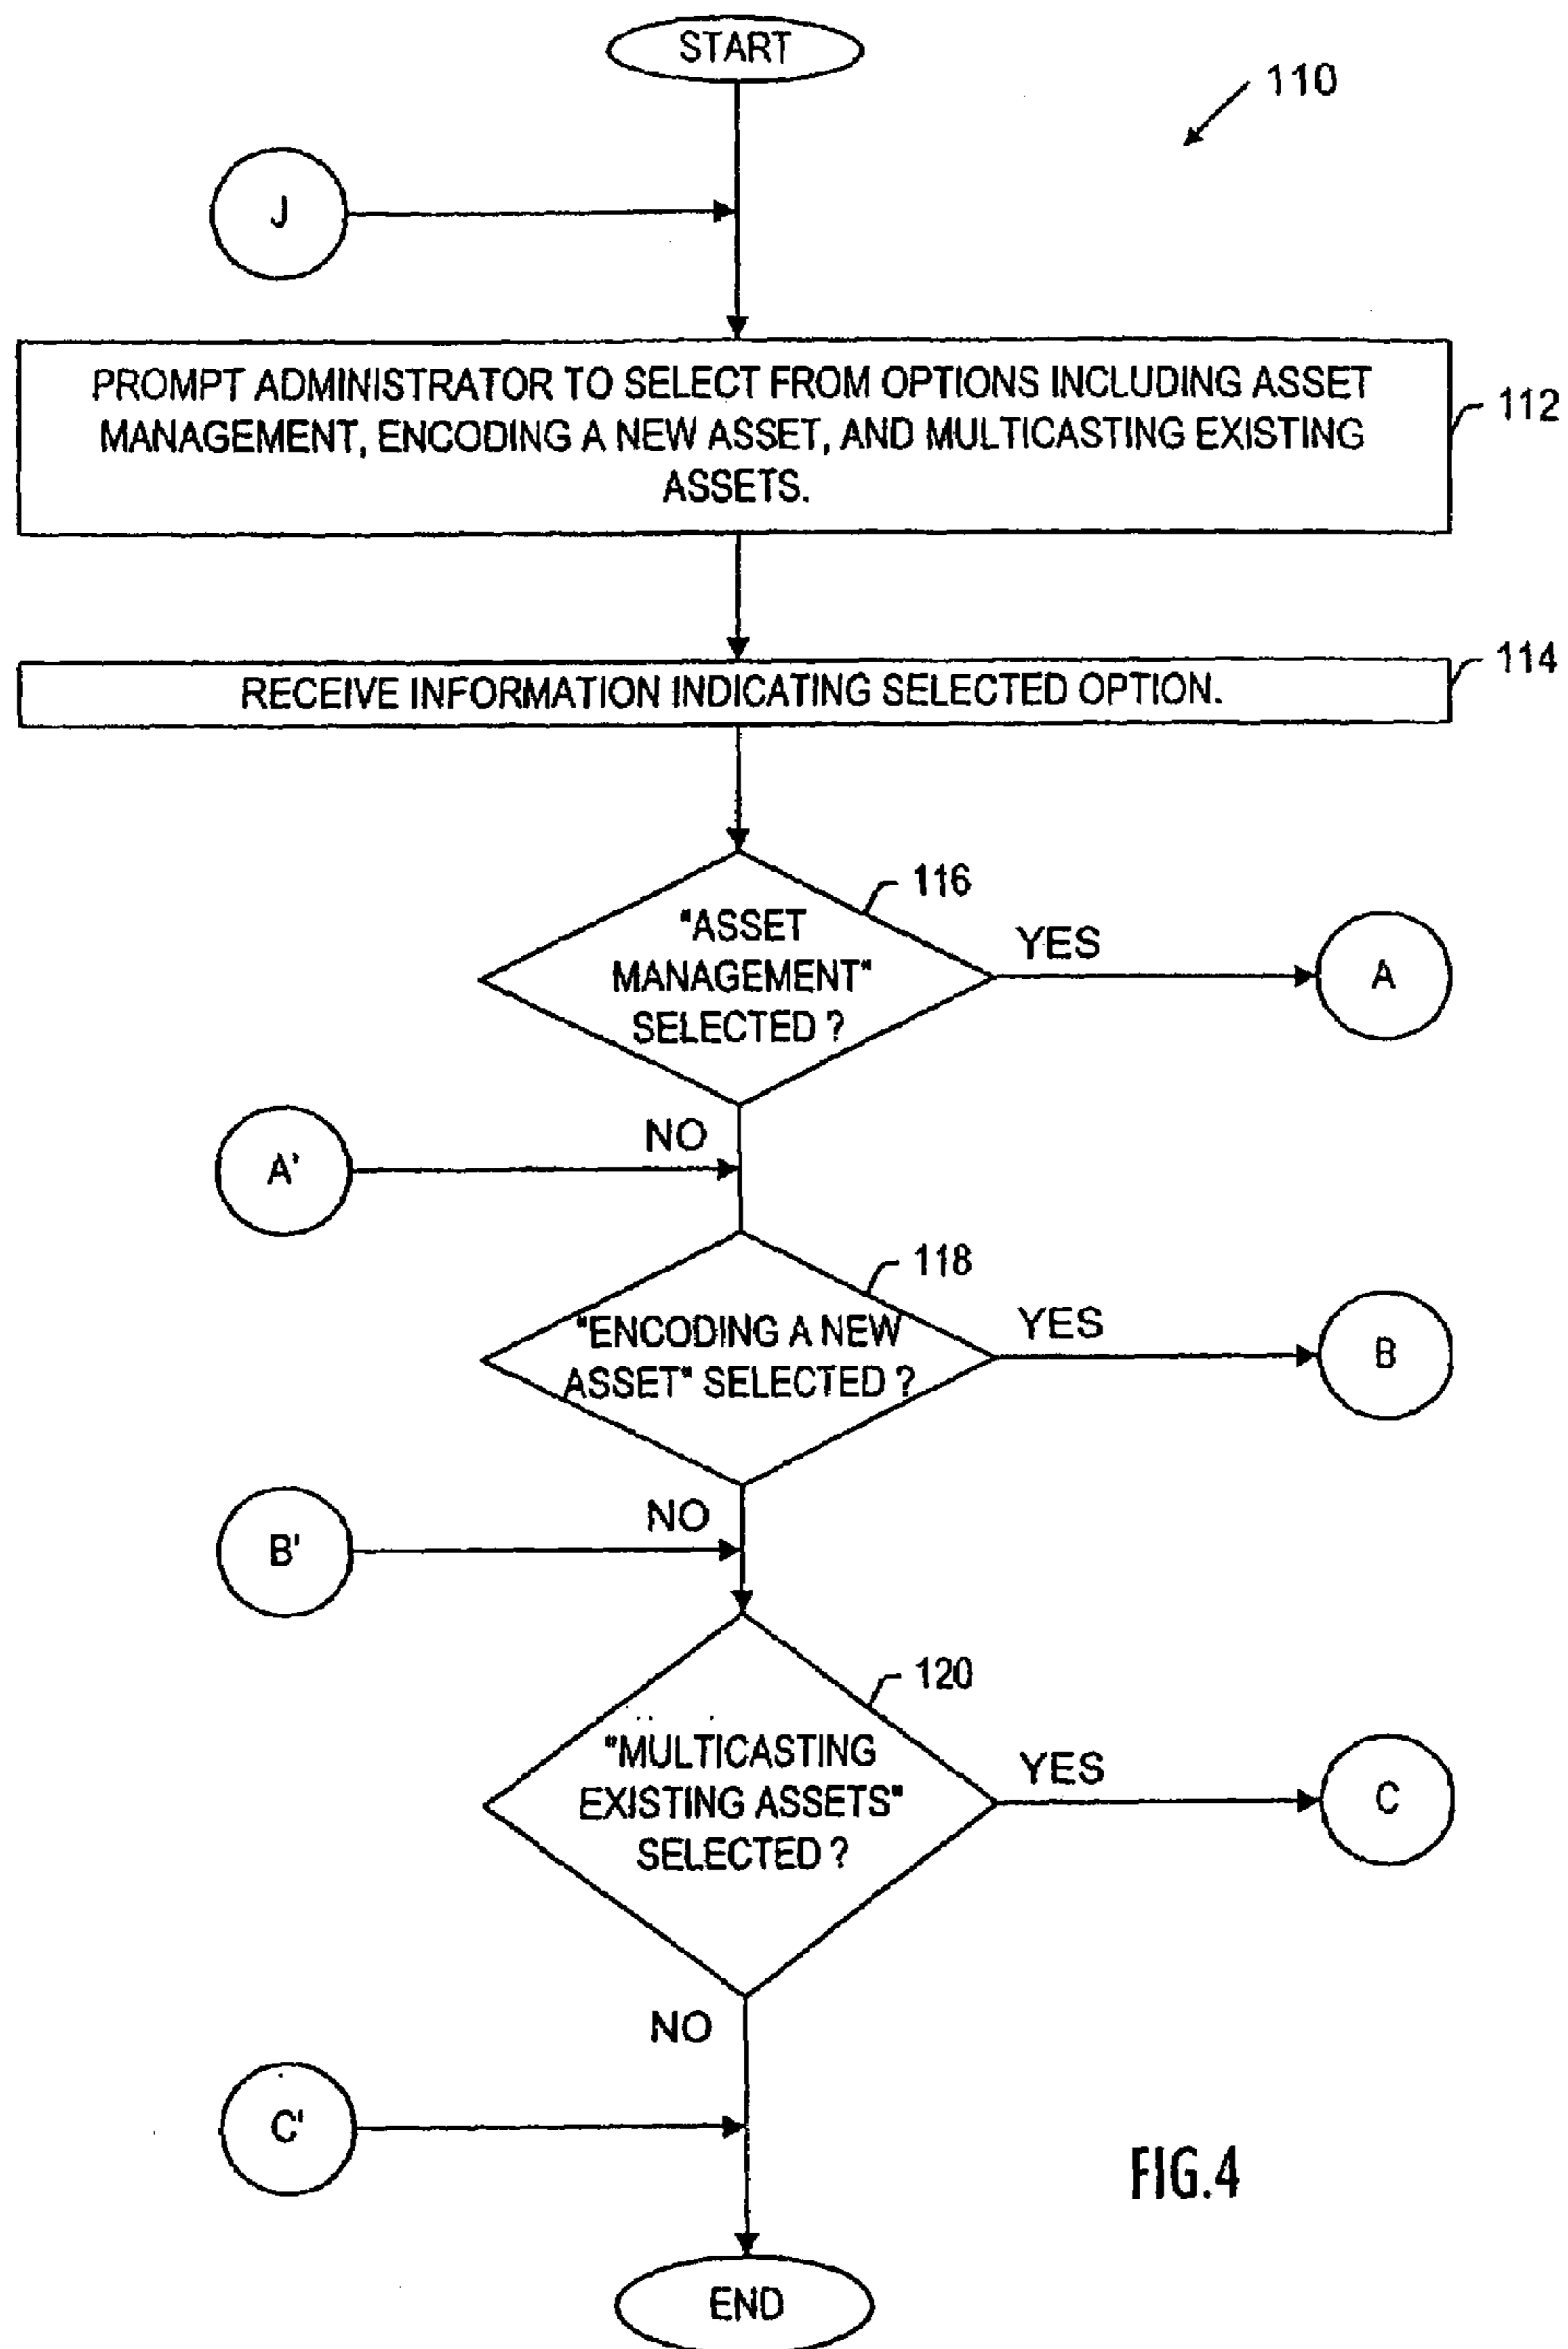 START
110
J
PROMPT ADMINISTRATOR TO SELECT FROM OPTIONS INCLUDING ASSET
MANAGEMENT, ENCODING A NEW ASSET, AND MULTICASTING EXISTING
ASSETS.
112
RECEIVE INFORMATION INDICATING SELECTED OPTION.
114
116
"ASSET
MANAGEMENT"
SELECTED ?
YES
A
NO
A'
118
"ENCODING A NEW
ASSET" SELECTED ?
YES
B
NO
B'
120
"MULTICASTING
EXISTING ASSETS"
SELECTED ?
YES
C
NO
C'
FIG.4
END